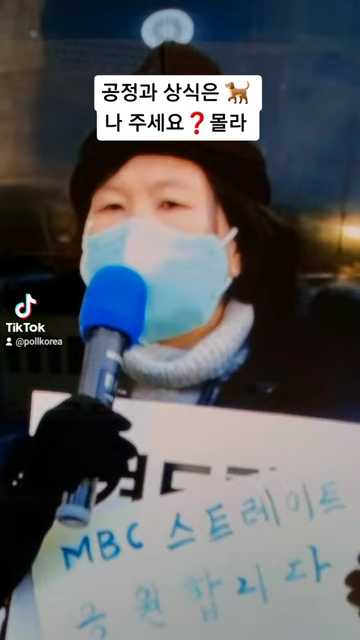 공정과 상식은 🐕
나 주세요❓몰라
TikTok
@pollkorea
MBC 스트레이트
응원합니다